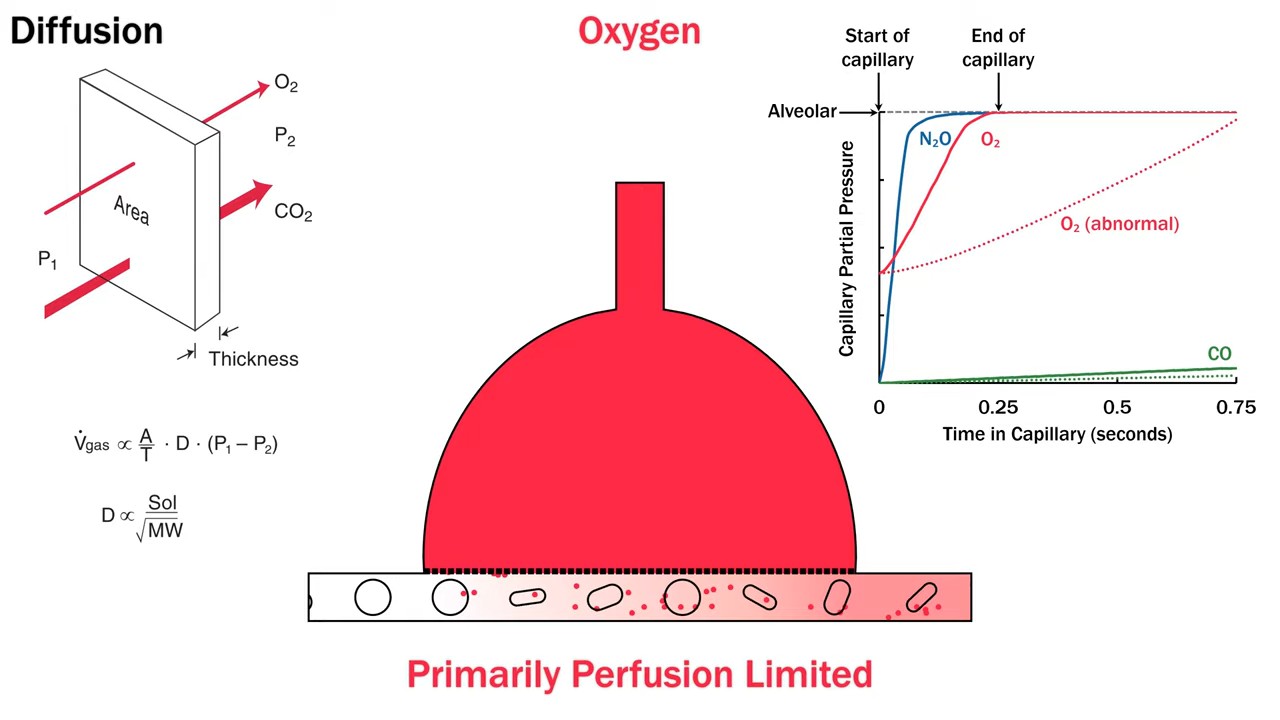 Diffusion
O₂
P₂
Area
CO₂
P₁
Thickness
V̇gas ∝ A/T · D · (P₁ – P₂)
D ∝ Sol/√MW
Oxygen
Primarily Perfusion Limited
Start of
capillary
End of
capillary
Alveolar
N₂O
O₂
O₂ (abnormal)
CO
Capillary Partial Pressure
0
0.25
0.5
0.75
Time in Capillary (seconds)